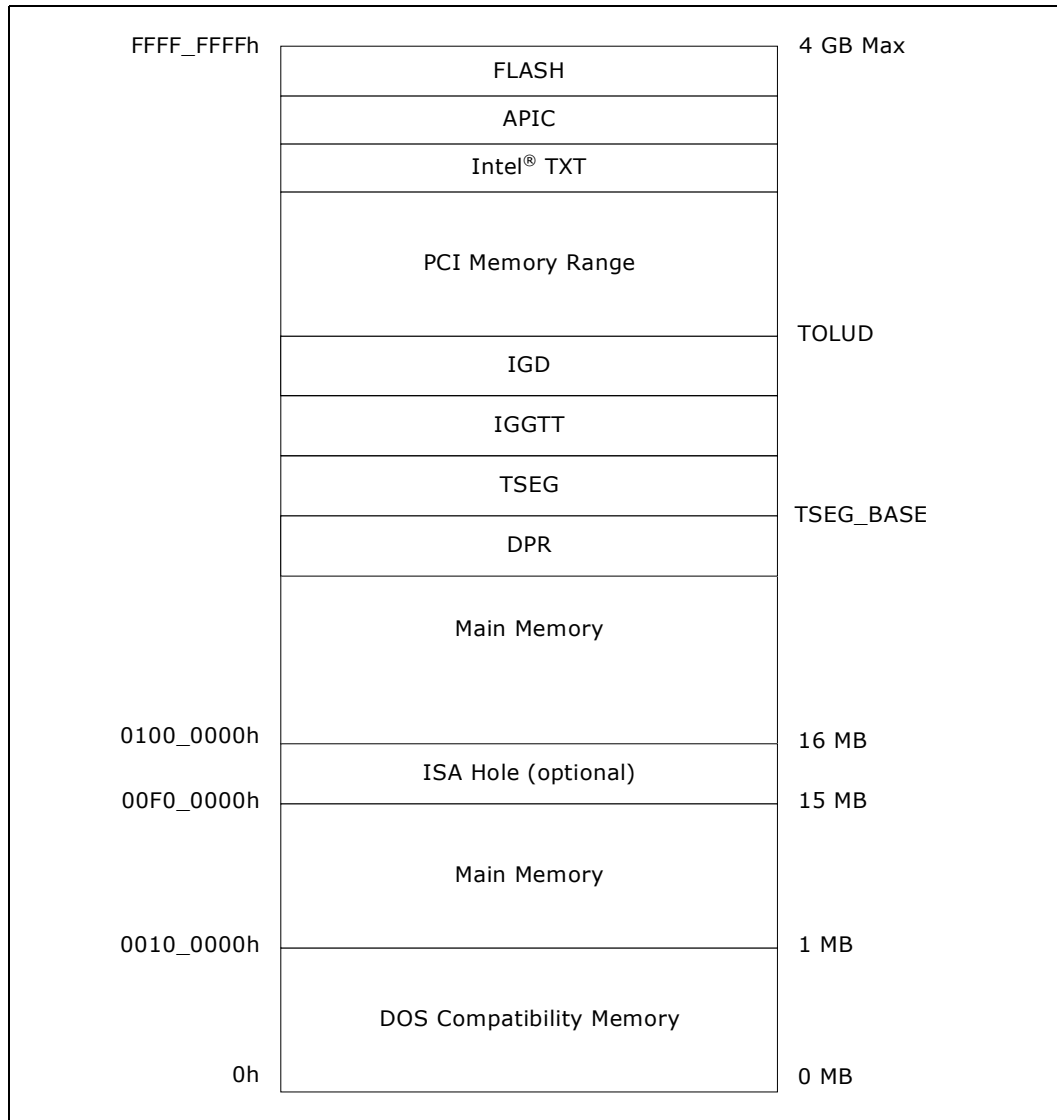 FFFF_FFFFh
4 GB Max
FLASH
APIC
Intel® TXT
PCI Memory Range
TOLUD
IGD
IGGTT
TSEG
TSEG_BASE
DPR
Main Memory
0100_0000h
16 MB
ISA Hole (optional)
00F0_0000h
15 MB
Main Memory
0010_0000h
1 MB
DOS Compatibility Memory
0h
0 MB